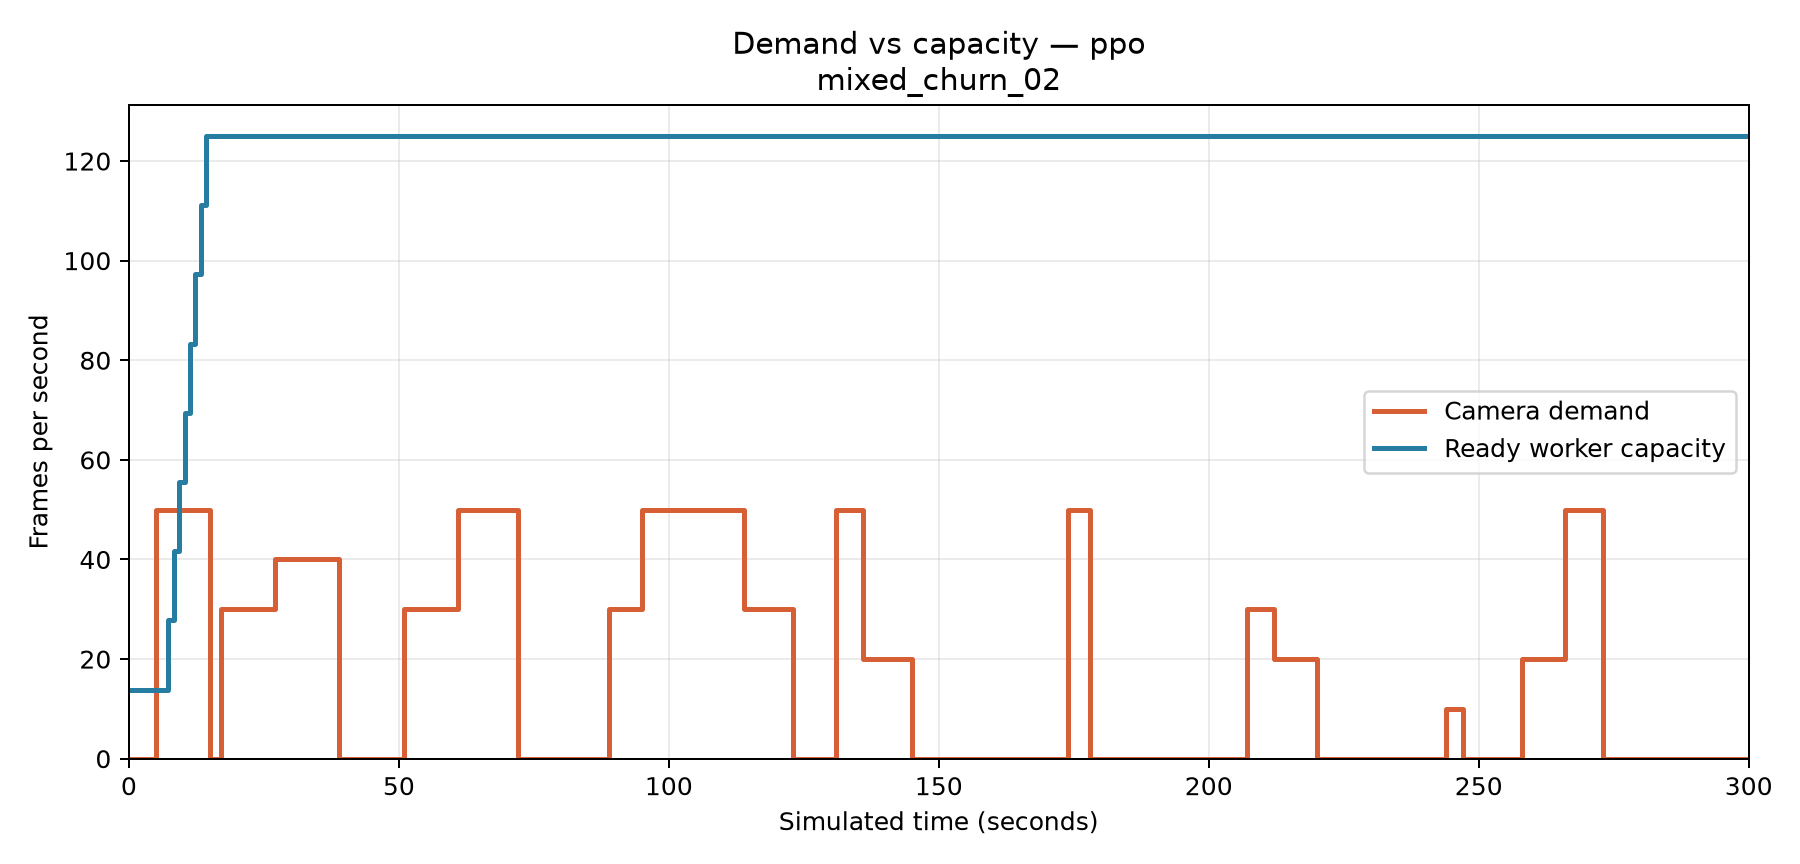 Demand vs capacity — ppo
mixed_churn_02
120
100
80
60
40
20
0
Frames per second
Camera demand
Ready worker capacity
0 50 100 150 200 250 300
Simulated time (seconds)